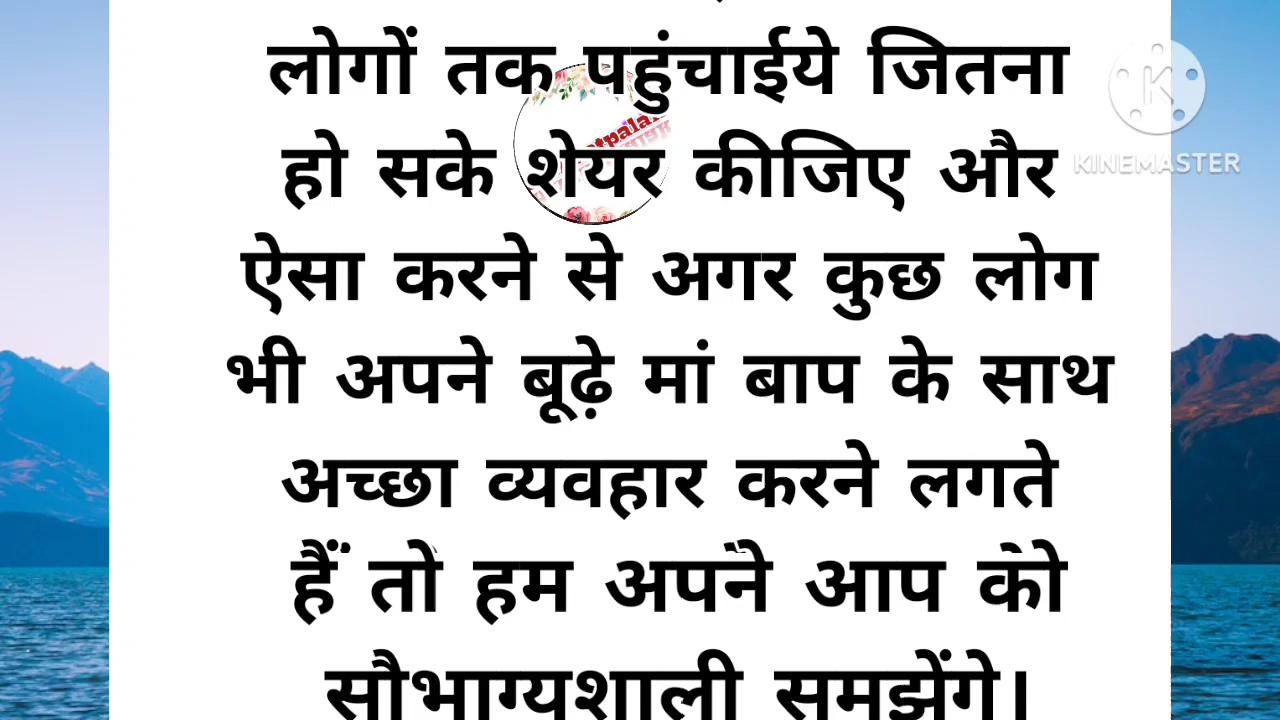 लोगों तक पहुंचाईये जितना
हो सके शेयर कीजिए और
ऐसा करने से अगर कुछ लोग
भी अपने बूढ़े मां बाप के साथ
अच्छा व्यवहार करने लगते
हैं तो हम अपने आप को
सौभाग्यशाली समझेंगे।
K
KINEMASTER